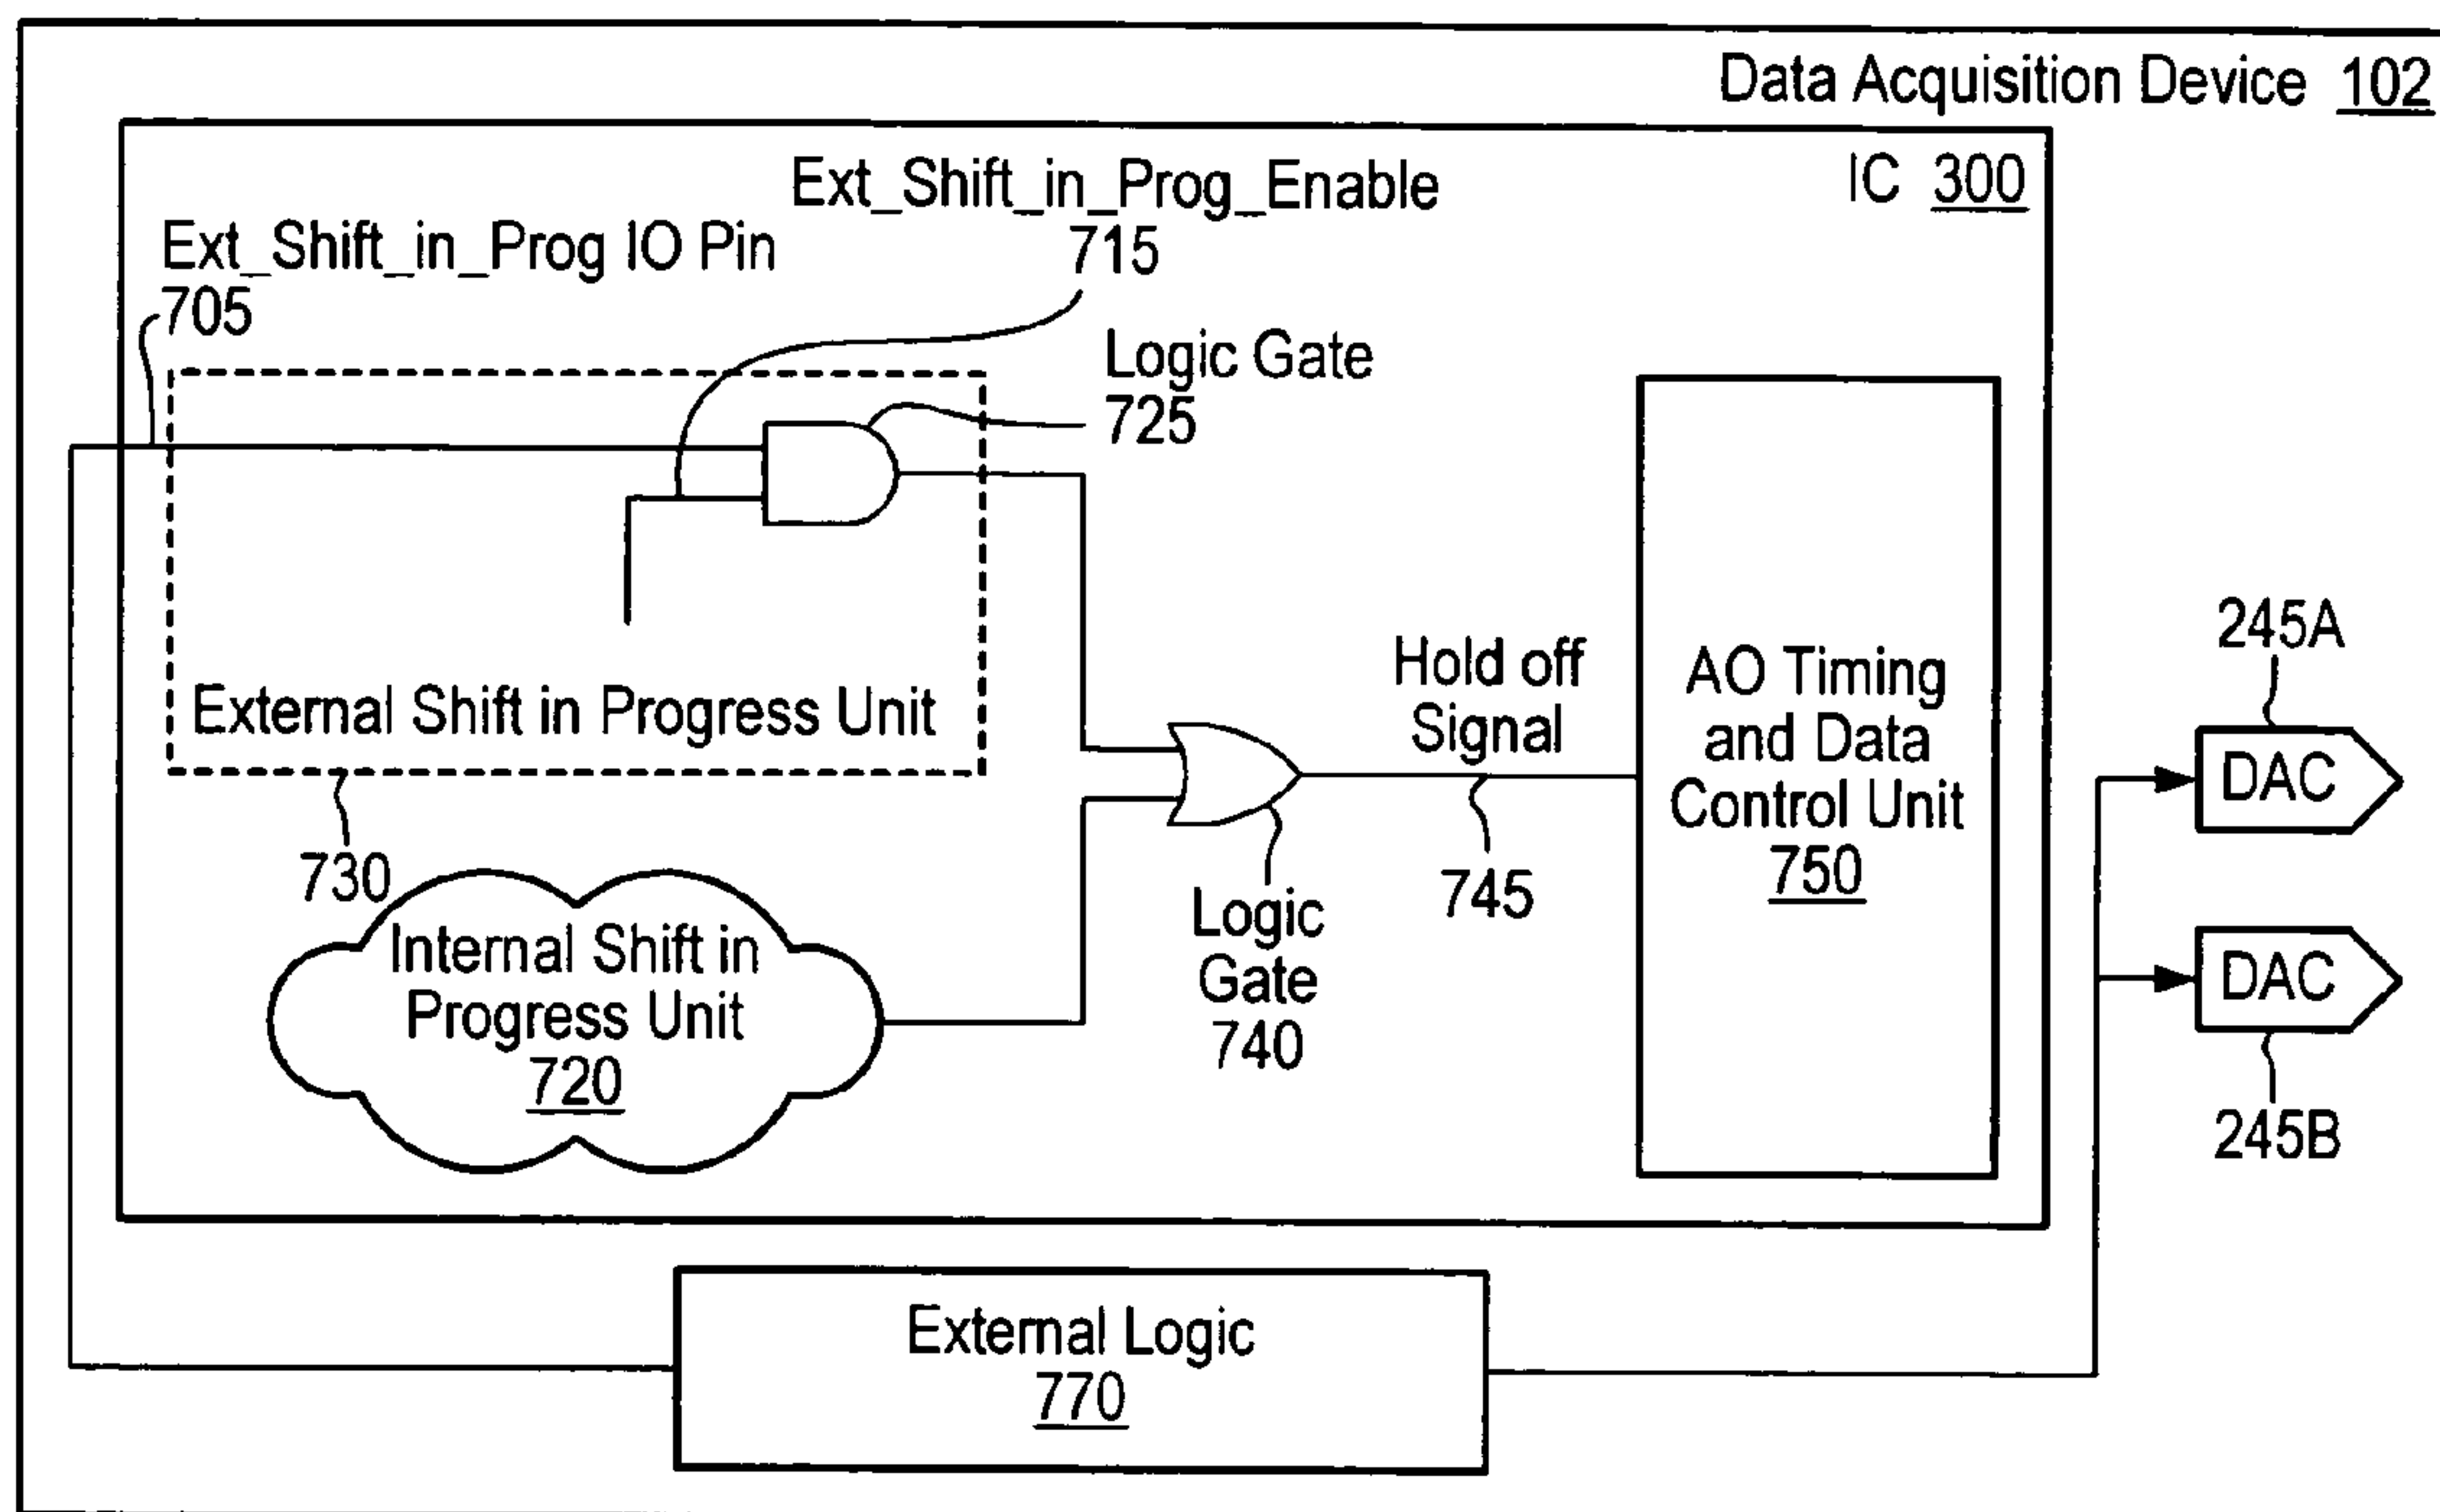 Data Acquisition Device 102
IC 300
Ext_Shift_in_Prog_Enable
715
Ext_Shift_in_Prog IO Pin
705
Logic Gate
725
External Shift in Progress Unit
730
Internal Shift in
Progress Unit
720
Logic
Gate
740
Hold off
Signal
745
AO Timing
and Data
Control Unit
750
245A
DAC
DAC
245B
External Logic
770